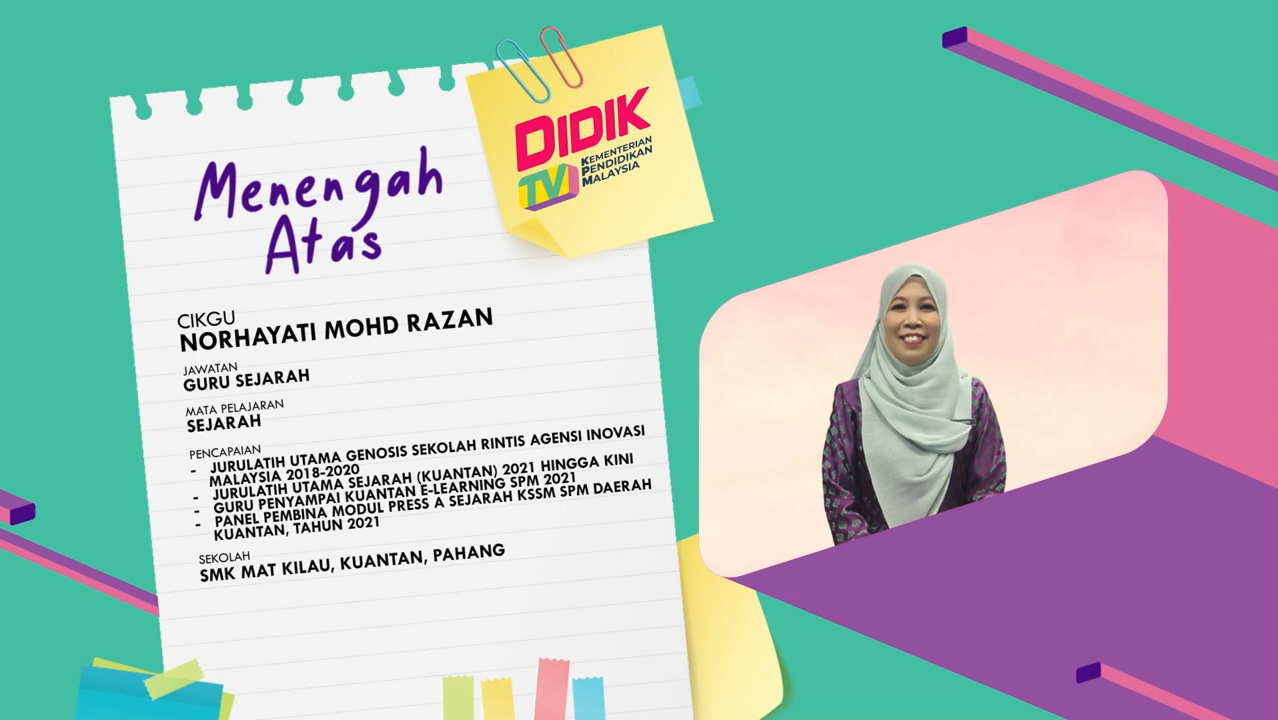 DIDIK
TV
KEMENTERIAN
PENDIDIKAN
MALAYSIA
Menengah
Atas
CIKGU
NORHAYATI MOHD RAZAN
JAWATAN
GURU SEJARAH
MATA PELAJARAN
SEJARAH
PENCAPAIAN
- JURULATIH UTAMA GENOSIS SEKOLAH RINTIS AGENSI INOVASI
MALAYSIA 2018-2020
- JURULATIH UTAMA SEJARAH (KUANTAN) 2021 HINGGA KINI
- GURU PENYAMPAI KUANTAN E-LEARNING SPM 2021
- PANEL PEMBINA MODUL PRESS A SEJARAH KSSM SPM DAERAH
KUANTAN, TAHUN 2021
SEKOLAH
SMK MAT KILAU, KUANTAN, PAHANG